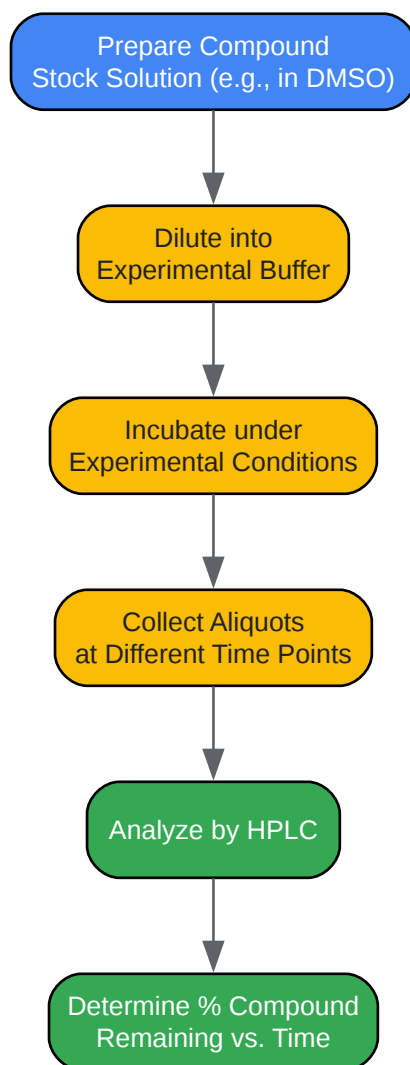 Prepare Compound
Stock Solution (e.g., in DMSO)
Dilute into
Experimental Buffer
Incubate under
Experimental Conditions
Collect Aliquots
at Different Time Points
Analyze by HPLC
Determine % Compound
Remaining vs. Time